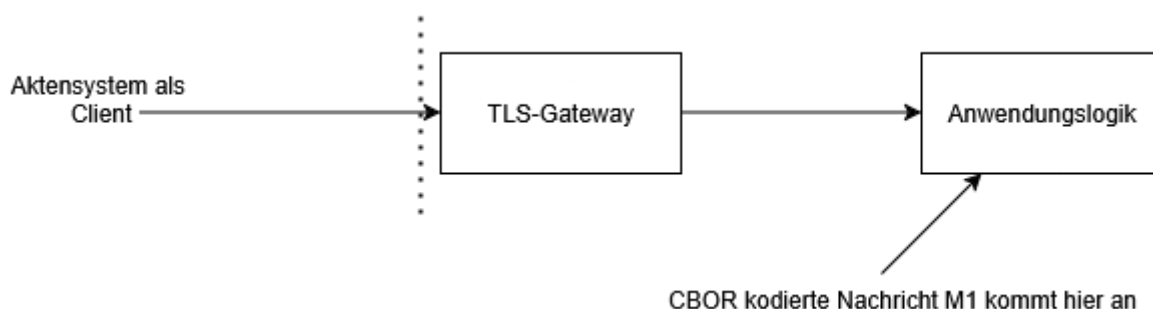 Aktensystem als
Client
TLS-Gateway
Anwendungslogik
CBOR kodierte Nachricht M1 kommt hier an